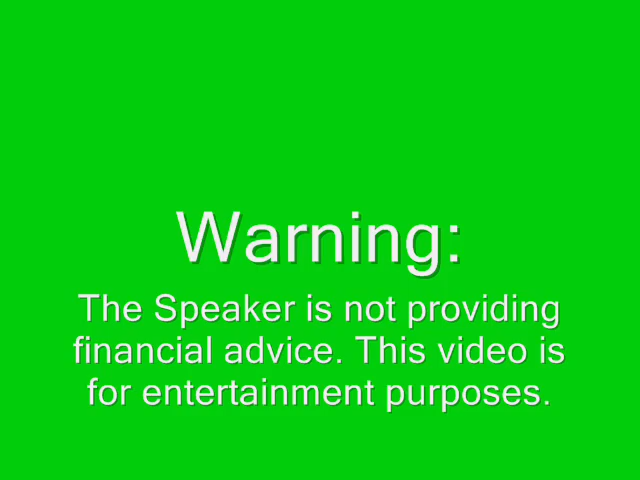 Warning:
The Speaker is not providing
financial advice. This video is
for entertainment purposes.